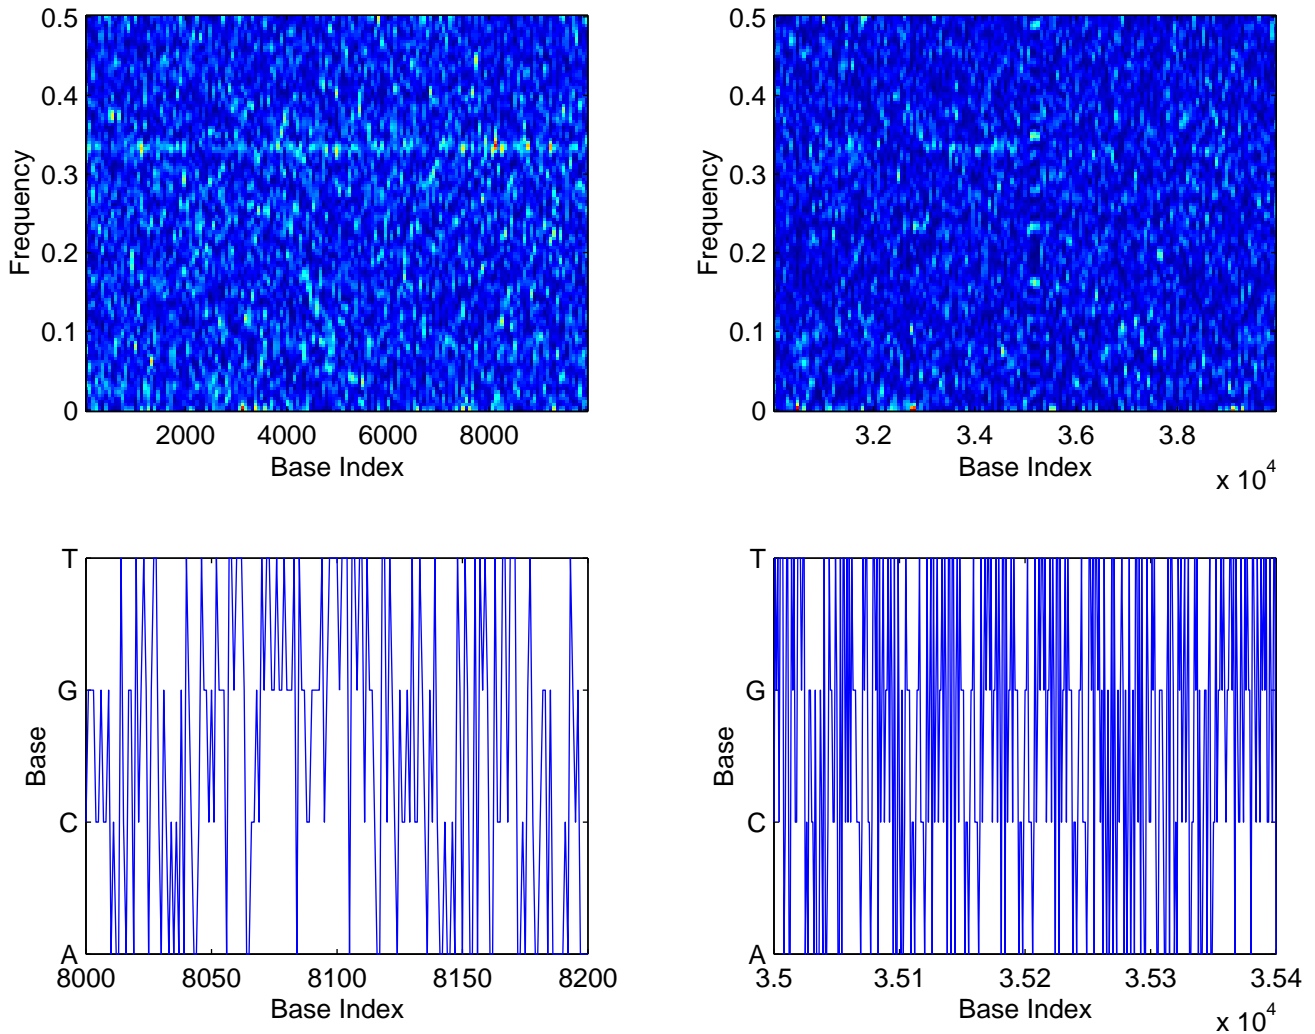 0.5
0.4
0.3
0.2
0.1
0
Frequency
2000 4000 6000 8000
Base Index
0.5
0.4
0.3
0.2
0.1
0
Frequency
3.2 3.4 3.6 3.8
Base Index
x 10^4
T
G
C
A
Base
8000 8050 8100 8150 8200
Base Index
T
G
C
A
Base
3.5 3.51 3.52 3.53 3.54
Base Index
x 10^4